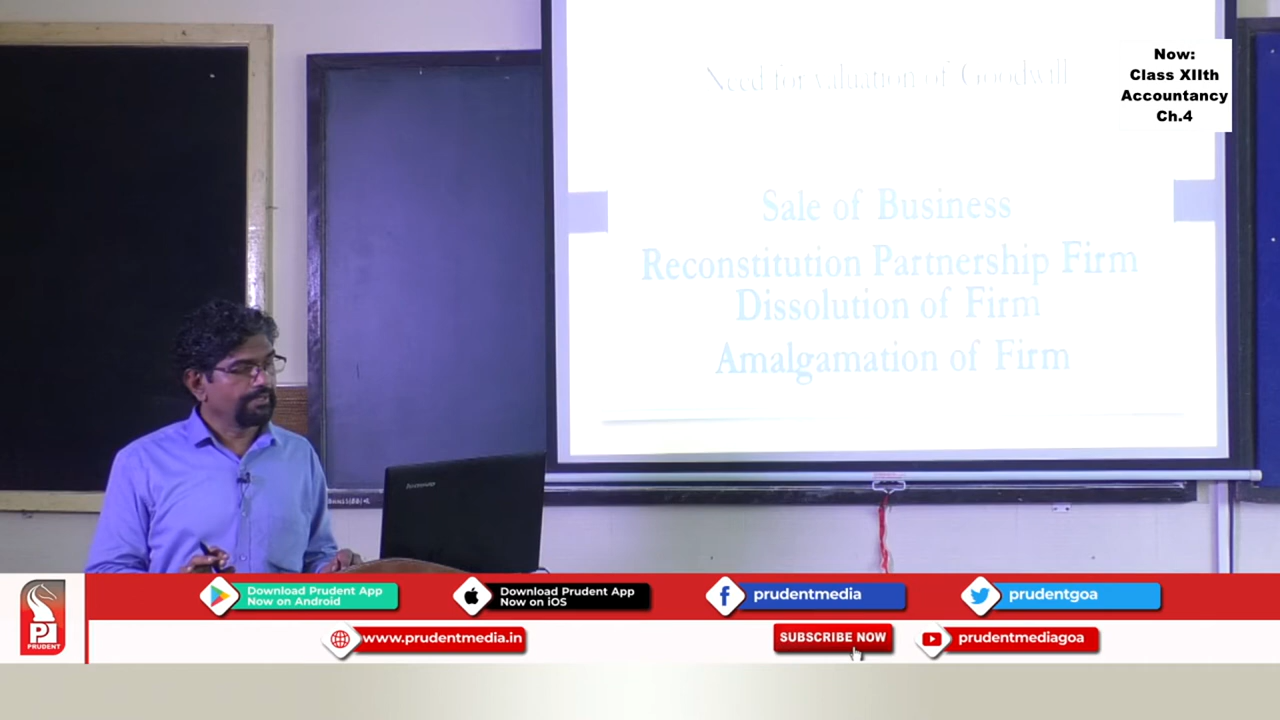 Need for valuation of Goodwill
Now:
Class XIIth
Accountancy
Ch.4
Sale of Business
Reconstitution Partnership Firm
Dissolution of Firm
Amalgamation of Firm
lenovo
PRUDENT
Download Prudent App
Now on Android
Download Prudent App
Now on iOS
prudentmedia
prudentgoa
www.prudentmedia.in
SUBSCRIBE NOW
prudentmediagoa